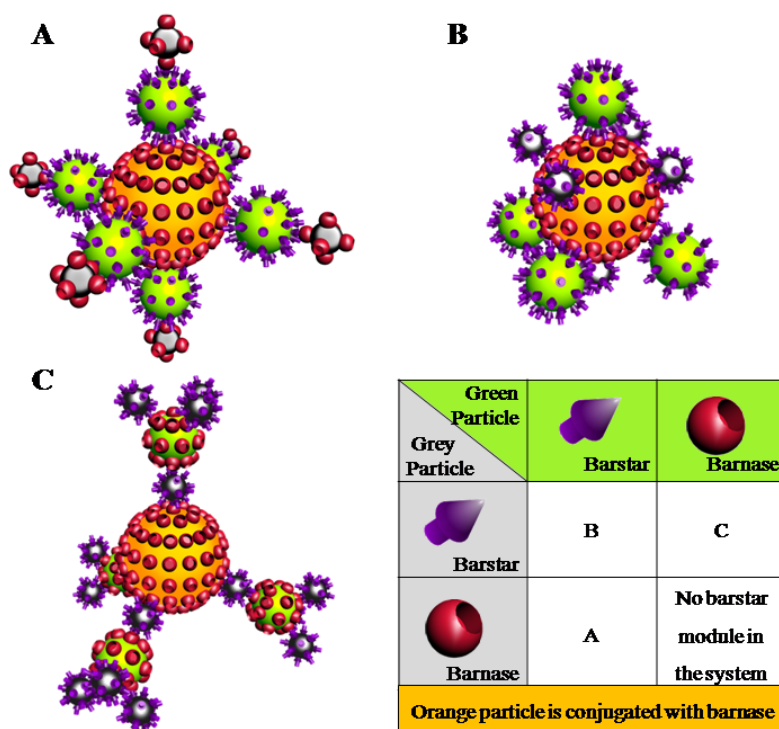 A
B
C
Green
Particle
Grey
Particle
Barstar
Barnase
Barstar
B
C
Barnase
A
No barstar
module in
the system
Orange particle is conjugated with barnase